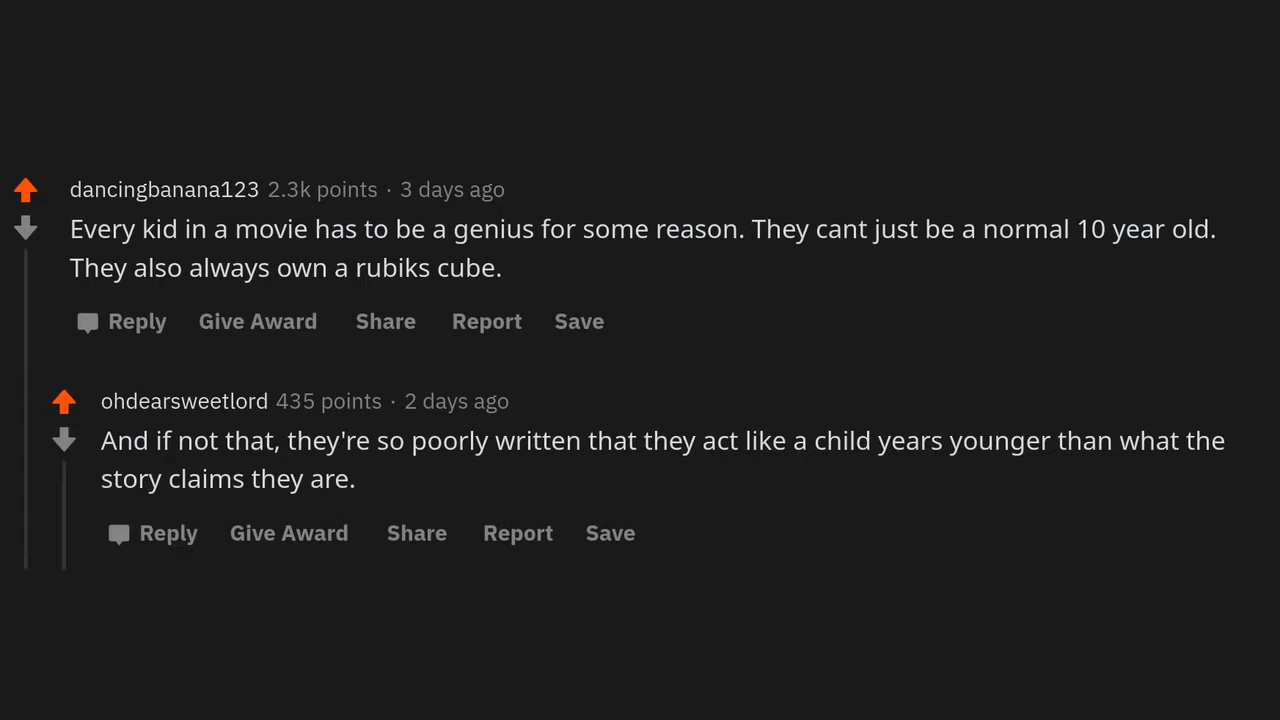 dancingbanana123 2.3k points · 3 days ago
Every kid in a movie has to be a genius for some reason. They cant just be a normal 10 year old.
They also always own a rubiks cube.
Reply Give Award Share Report Save
ohdearsweetlord 435 points · 2 days ago
And if not that, they're so poorly written that they act like a child years younger than what the
story claims they are.
Reply Give Award Share Report Save